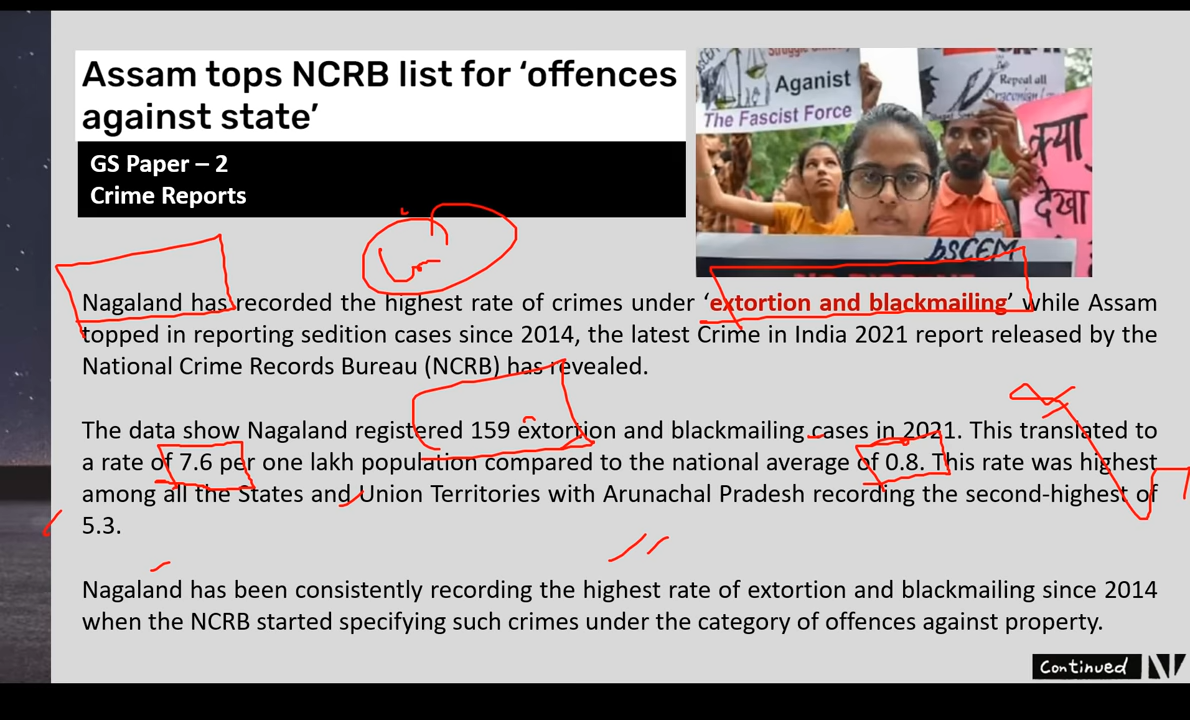 Assam tops NCRB list for ‘offences
against state’
GS Paper – 2
Crime Reports
Struggle
Aganist
The Fascist Force
Repeal all
Draconian
क्या
देखा
bSCEM
Nagaland has recorded the highest rate of crimes under ‘extortion and blackmailing’ while Assam
topped in reporting sedition cases since 2014, the latest Crime in India 2021 report released by the
National Crime Records Bureau (NCRB) has revealed.
The data show Nagaland registered 159 extortion and blackmailing cases in 2021. This translated to
a rate of 7.6 per one lakh population compared to the national average of 0.8. This rate was highest
among all the States and Union Territories with Arunachal Pradesh recording the second-highest of
5.3.
Nagaland has been consistently recording the highest rate of extortion and blackmailing since 2014
when the NCRB started specifying such crimes under the category of offences against property.
Continued